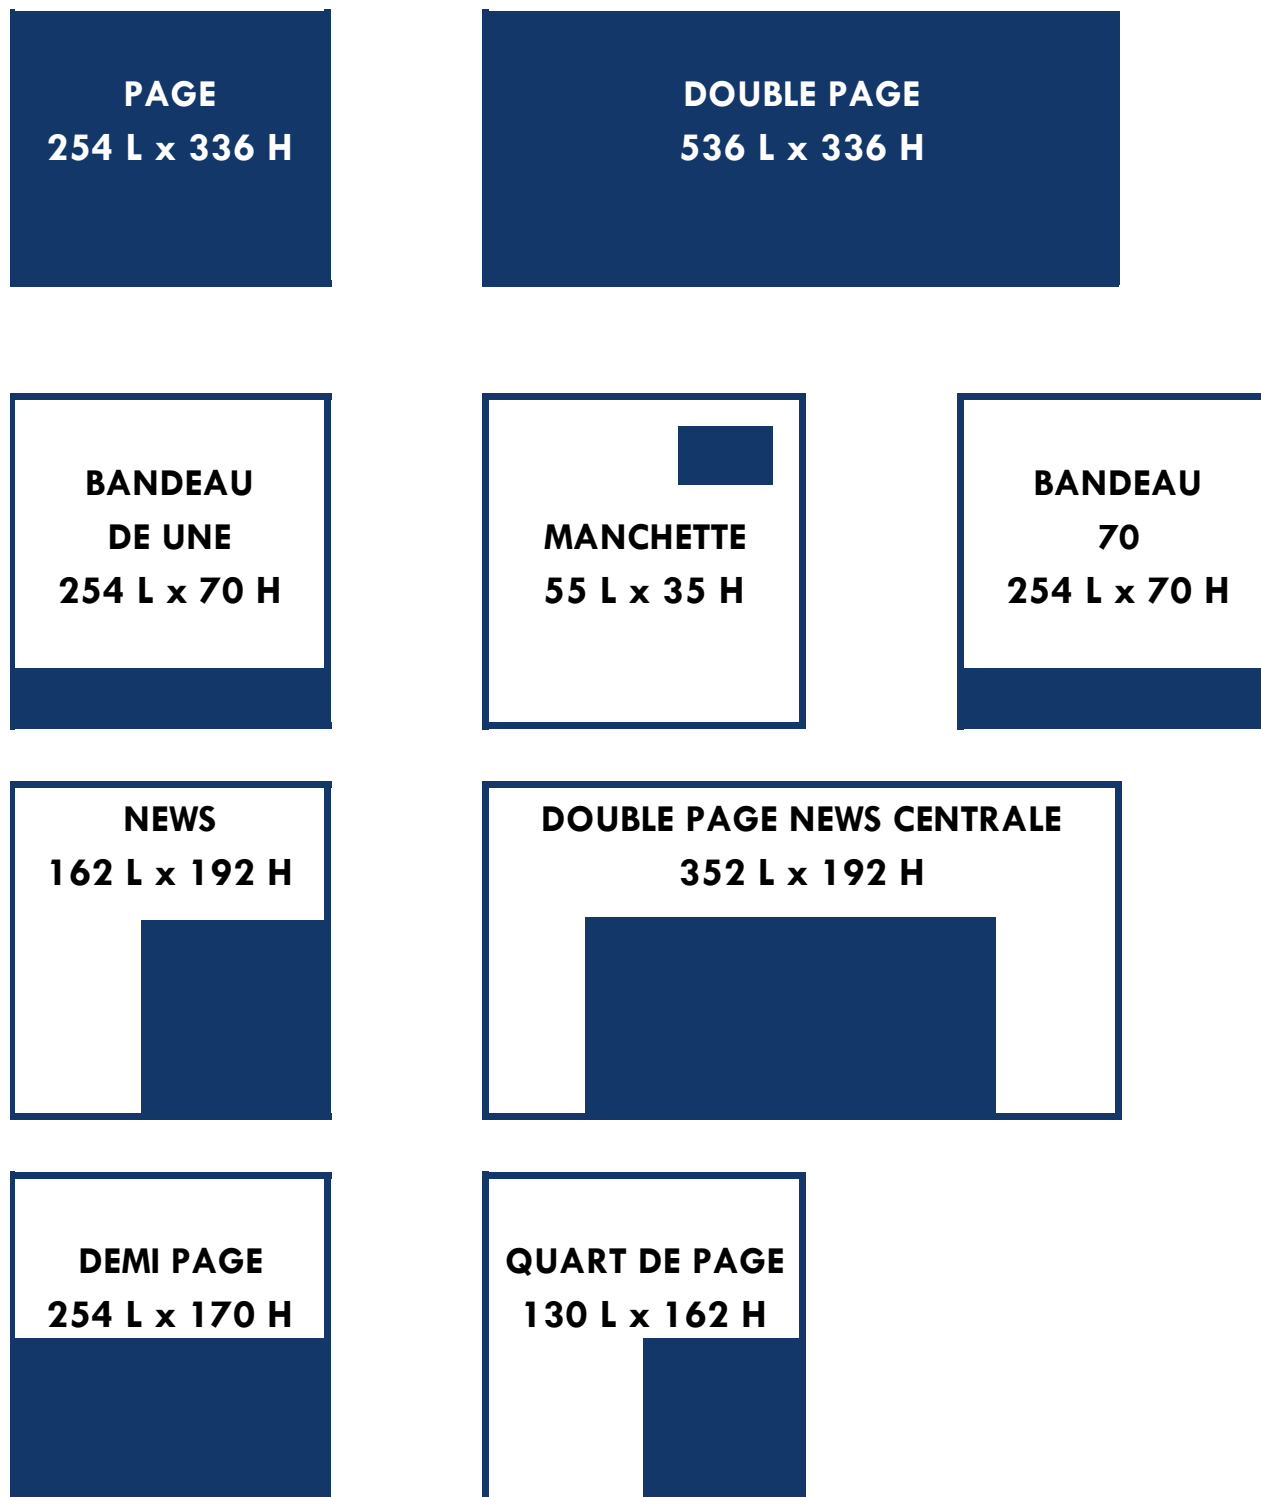 PAGE
254 L x 336 H
DOUBLE PAGE
536 L x 336 H
BANDEAU
DE UNE
254 L x 70 H
MANCHETTE
55 L x 35 H
BANDEAU
70
254 L x 70 H
NEWS
162 L x 192 H
DOUBLE PAGE NEWS CENTRALE
352 L x 192 H
DEMI PAGE
254 L x 170 H
QUART DE PAGE
130 L x 162 H